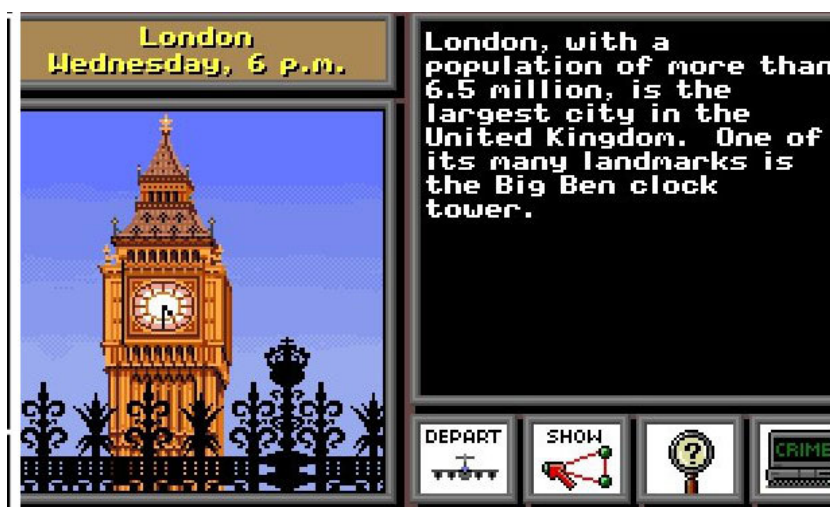 London
Wednesday, 6 p.m.
London, with a
population of more than
6.5 million, is the
largest city in the
United Kingdom.  One of
its many landmarks is
the Big Ben clock
tower.
DEPART
SHOW
?
CRIME